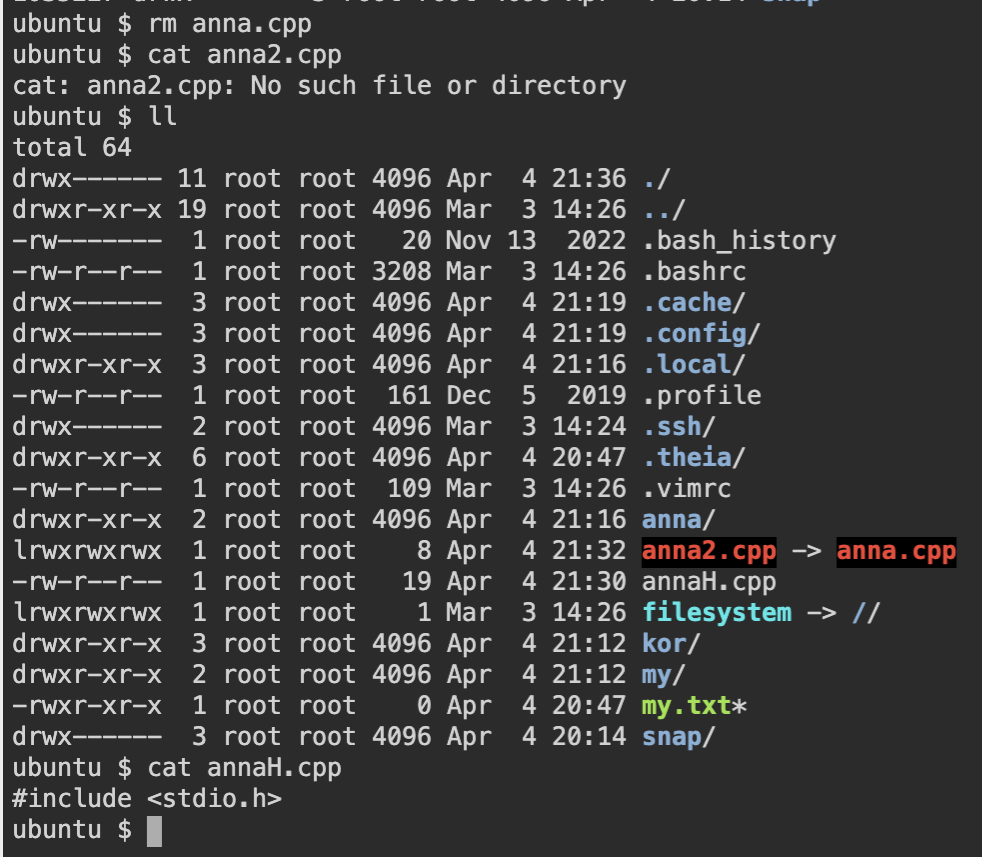 ubuntu $ rm anna.cpp
ubuntu $ cat anna2.cpp
cat: anna2.cpp: No such file or directory
ubuntu $ ll
total 64
drwx------ 11 root root 4096 Apr  4 21:36 ./
drwxr-xr-x 19 root root 4096 Mar  3 14:26 ../
-rw-------  1 root root   20 Nov 13  2022 .bash_history
-rw-r--r--  1 root root 3208 Mar  3 14:26 .bashrc
drwx------  3 root root 4096 Apr  4 21:19 .cache/
drwx------  3 root root 4096 Apr  4 21:19 .config/
drwxr-xr-x  3 root root 4096 Apr  4 21:16 .local/
-rw-r--r--  1 root root  161 Dec  5  2019 .profile
drwx------  2 root root 4096 Mar  3 14:24 .ssh/
drwxr-xr-x  6 root root 4096 Apr  4 20:47 .theia/
-rw-r--r--  1 root root  109 Mar  3 14:26 .vimrc
drwxr-xr-x  2 root root 4096 Apr  4 21:16 anna/
lrwxrwxrwx  1 root root    8 Apr  4 21:32 anna2.cpp -> anna.cpp
-rw-r--r--  1 root root   19 Apr  4 21:30 annaH.cpp
lrwxrwxrwx  1 root root    1 Mar  3 14:26 filesystem -> //
drwxr-xr-x  3 root root 4096 Apr  4 21:12 kor/
drwxr-xr-x  2 root root 4096 Apr  4 21:12 my/
-rwxr-xr-x  1 root root    0 Apr  4 20:47 my.txt*
drwx------  3 root root 4096 Apr  4 20:14 snap/
ubuntu $ cat annaH.cpp
#include <stdio.h>
ubuntu $